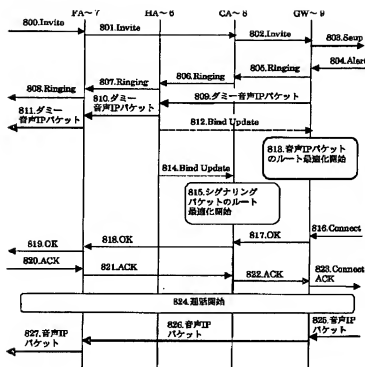 FA~7 HA~6 CA~8 GW~9
800.Invite
801.Invite
802.Invite
803.Seup
804.Alert
805.Ringing
806.Ringing
807.Ringing
808.Ringing
809.ダミー音声IPパケット
810.ダミー
音声IPパケット
811.ダミー
音声IPパケット
812.Bind Update
813.音声IPパケット
のルート最適化開始
814.Bind Update
815.シグナリング
パケットのルート
最適化開始
816.Connect
817.OK
818.OK
819.OK
820.ACK
821.ACK
822.ACK
823.Connect
ACK
824.通話開始
825.音声IP
パケット
826.音声IP
パケット
827.音声IP
パケット